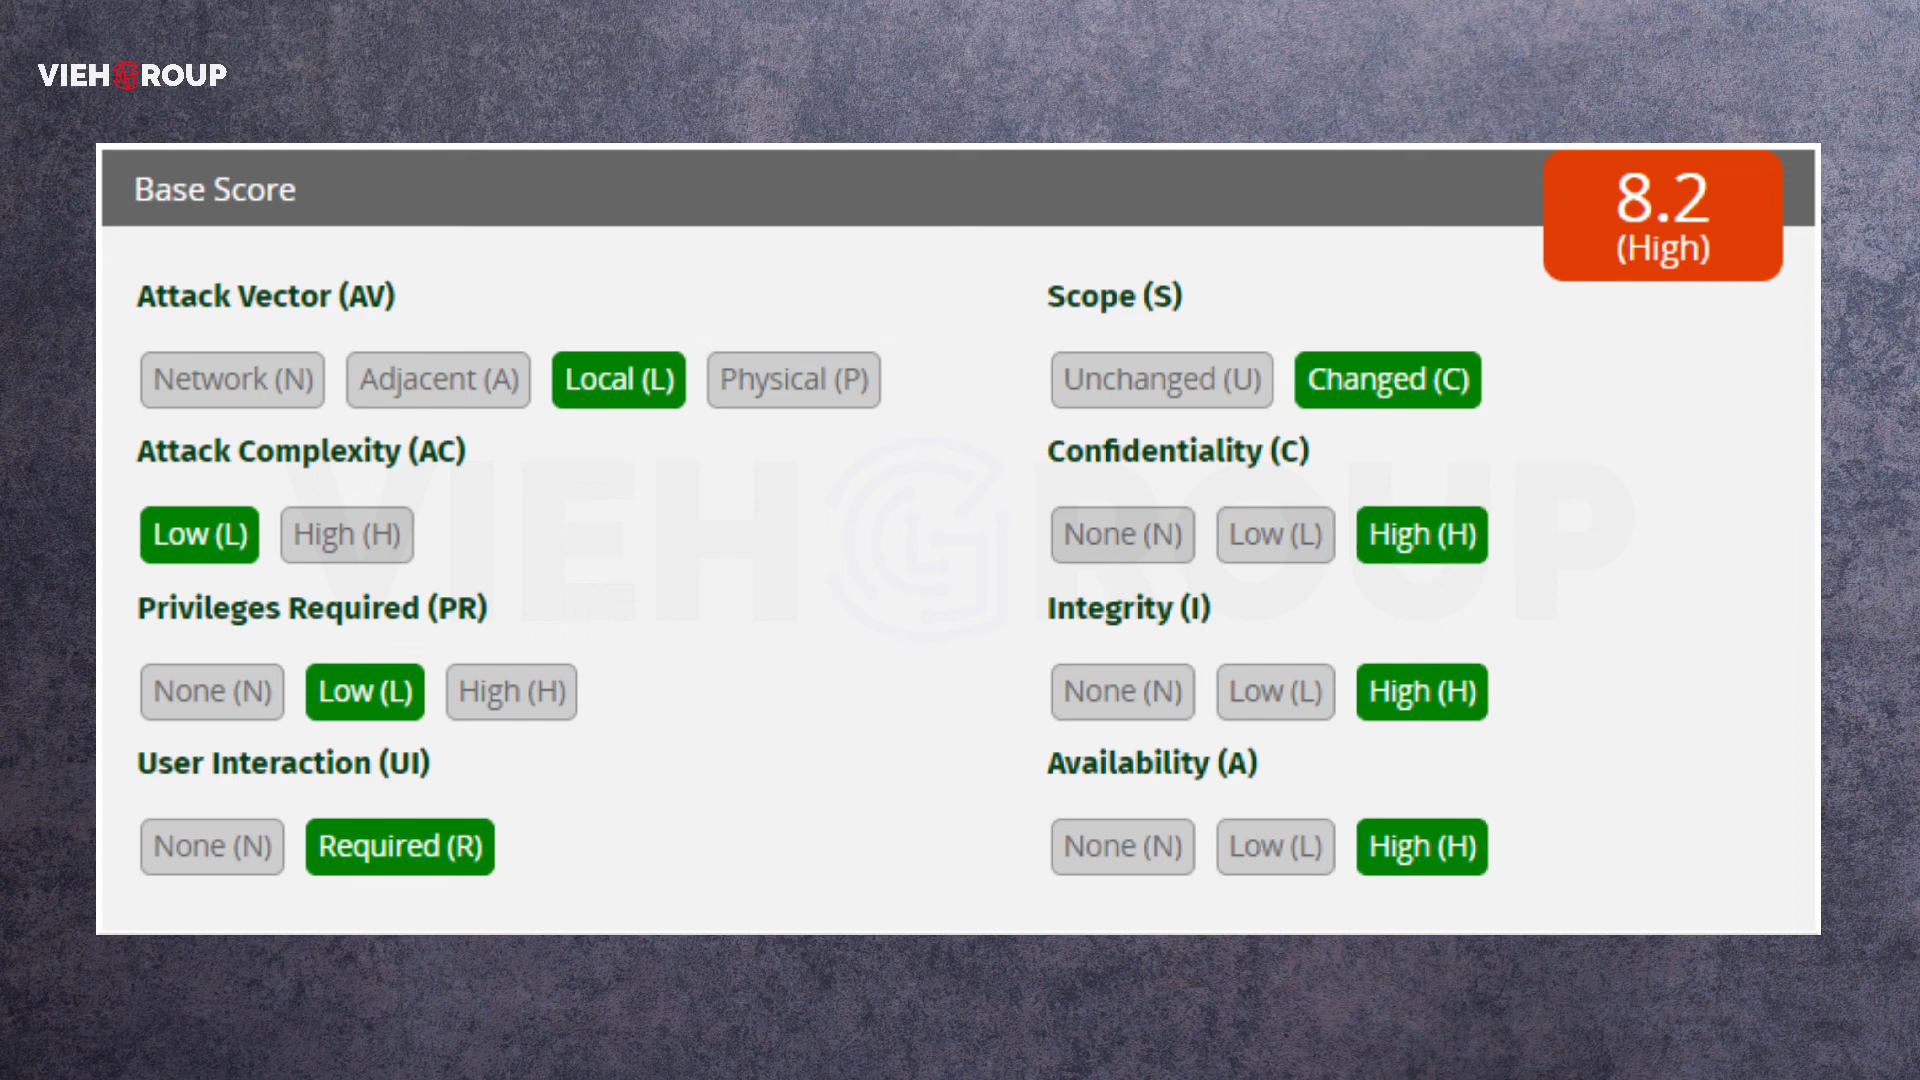 VIEHGROUP
Base Score
8.2
(High)
Attack Vector (AV)
Network (N) Adjacent (A) Local (L) Physical (P)
Attack Complexity (AC)
Low (L) High (H)
Privileges Required (PR)
None (N) Low (L) High (H)
User Interaction (UI)
None (N) Required (R)
Scope (S)
Unchanged (U) Changed (C)
Confidentiality (C)
None (N) Low (L) High (H)
Integrity (I)
None (N) Low (L) High (H)
Availability (A)
None (N) Low (L) High (H)
VIEHGROUP